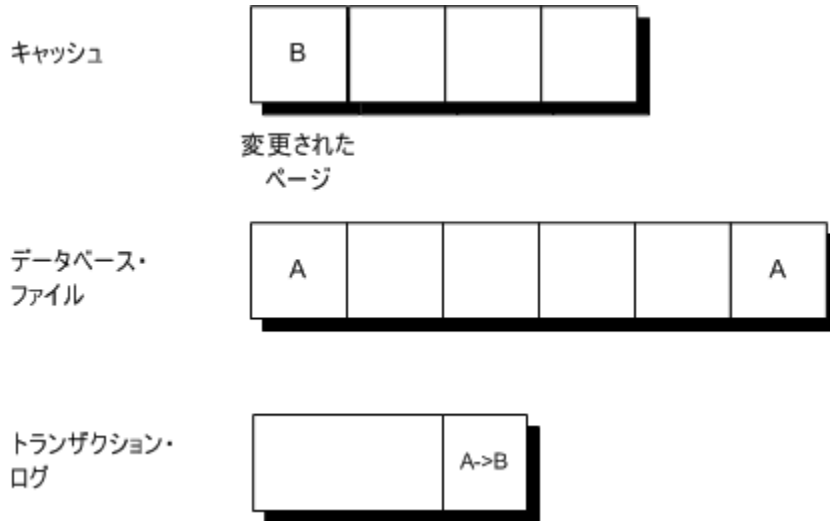 キャッシュ
B
変更された
ページ
データベース・
ファイル
A
A
トランザクション・
ログ
A->B